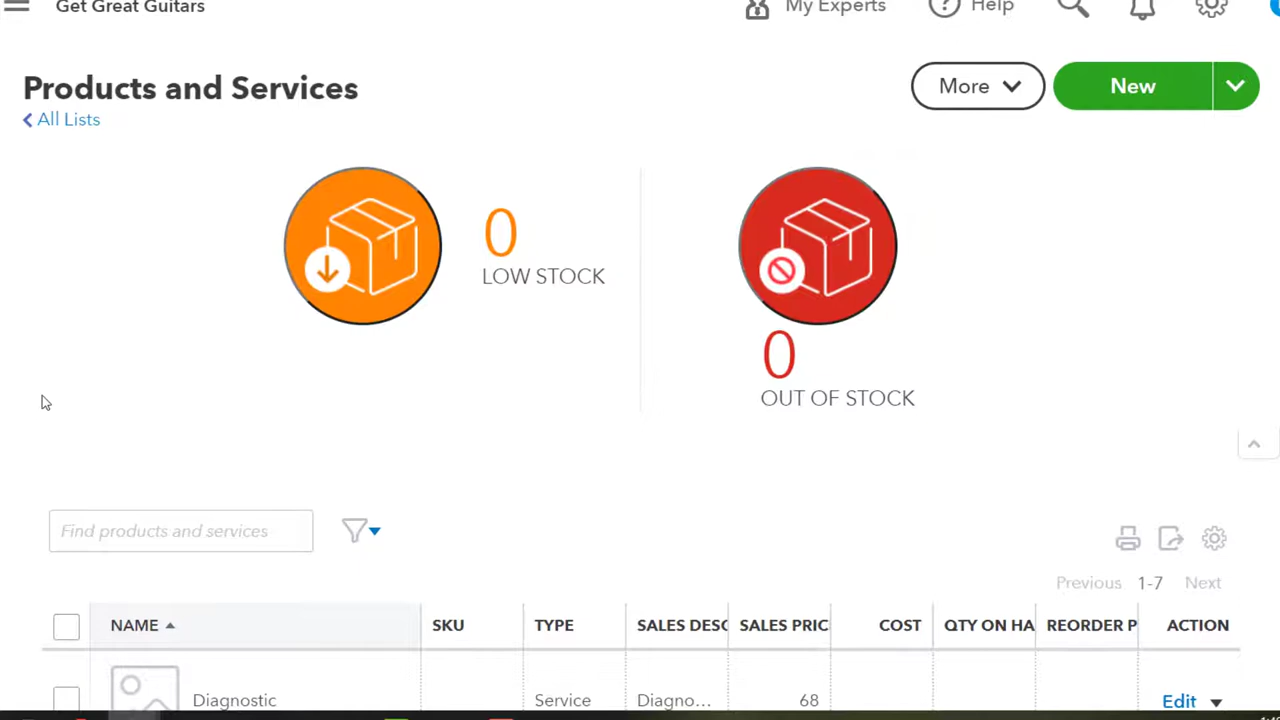 Get Great Guitars
My Experts
Help
Products and Services
All Lists
More
New
0
LOW STOCK
0
OUT OF STOCK
Find products and services
Previous 1-7 Next
NAME SKU TYPE SALES DESC SALES PRIC COST QTY ON HA REORDER P ACTION
Diagnostic Service Diagno... 68 Edit